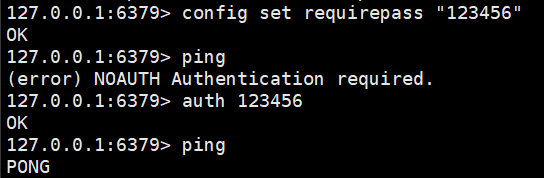 127.0.0.1:6379> config set requirepass "123456"
OK
127.0.0.1:6379> ping
(error) NOAUTH Authentication required.
127.0.0.1:6379> auth 123456
OK
127.0.0.1:6379> ping
PONG